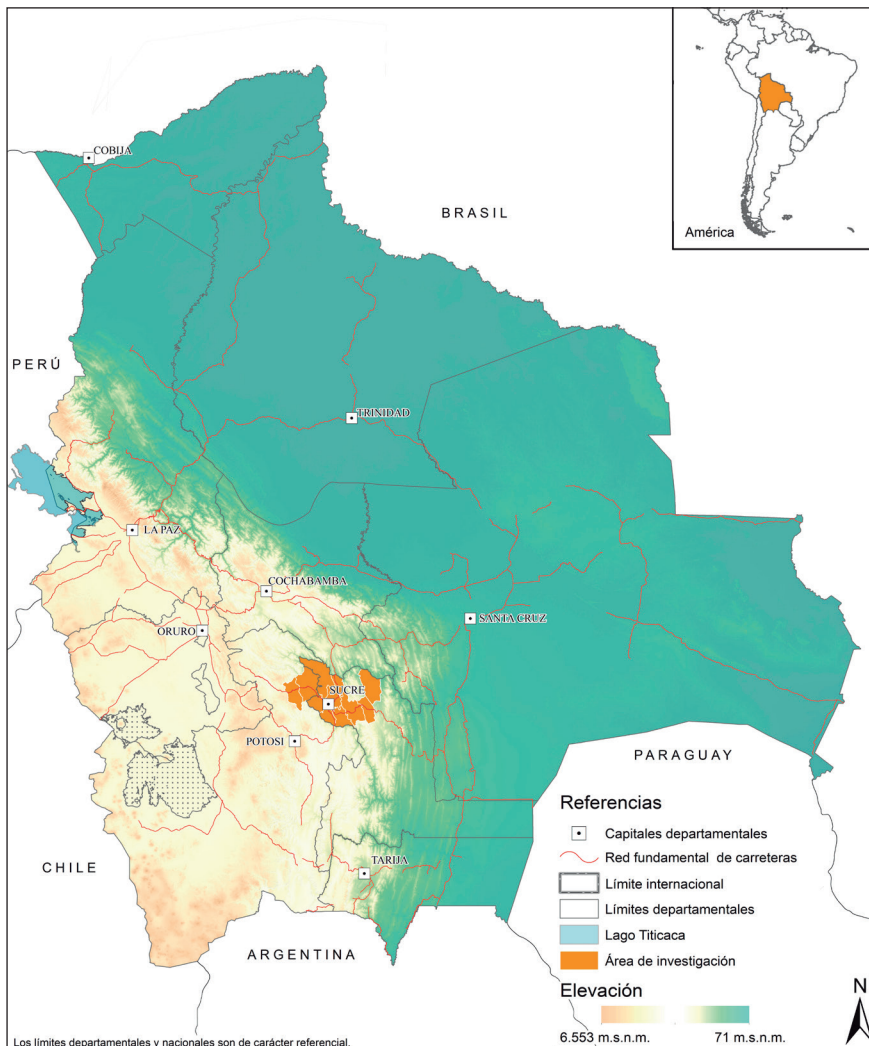 América
COBIJA
BRASIL
PERÚ
TRINIDAD
LA PAZ
COCHABAMBA
SANTA CRUZ
ORURO
SUCRE
POTOSI
PARAGUAY
CHILE
TARIJA
ARGENTINA
Referencias
Capitales departamentales
Red fundamental de carreteras
Límite internacional
Límites departamentales
Lago Titicaca
Área de investigación
Elevación
6.553 m.s.n.m. 71 m.s.n.m.
N
Los límites departamentales y nacionales son de carácter referencial.